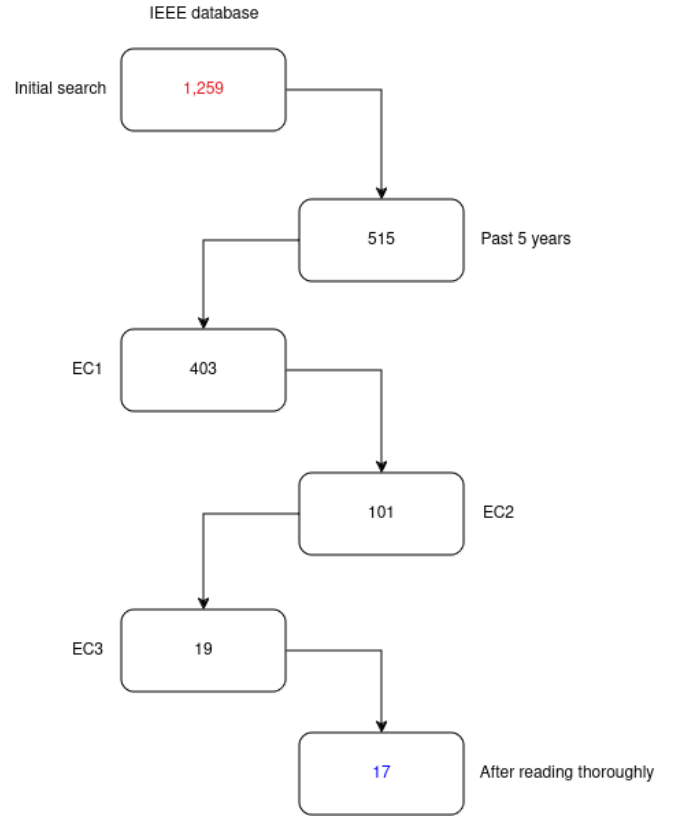 IEEE database
Initial search
1,259
515
Past 5 years
EC1
403
101
EC2
EC3
19
17
After reading thoroughly